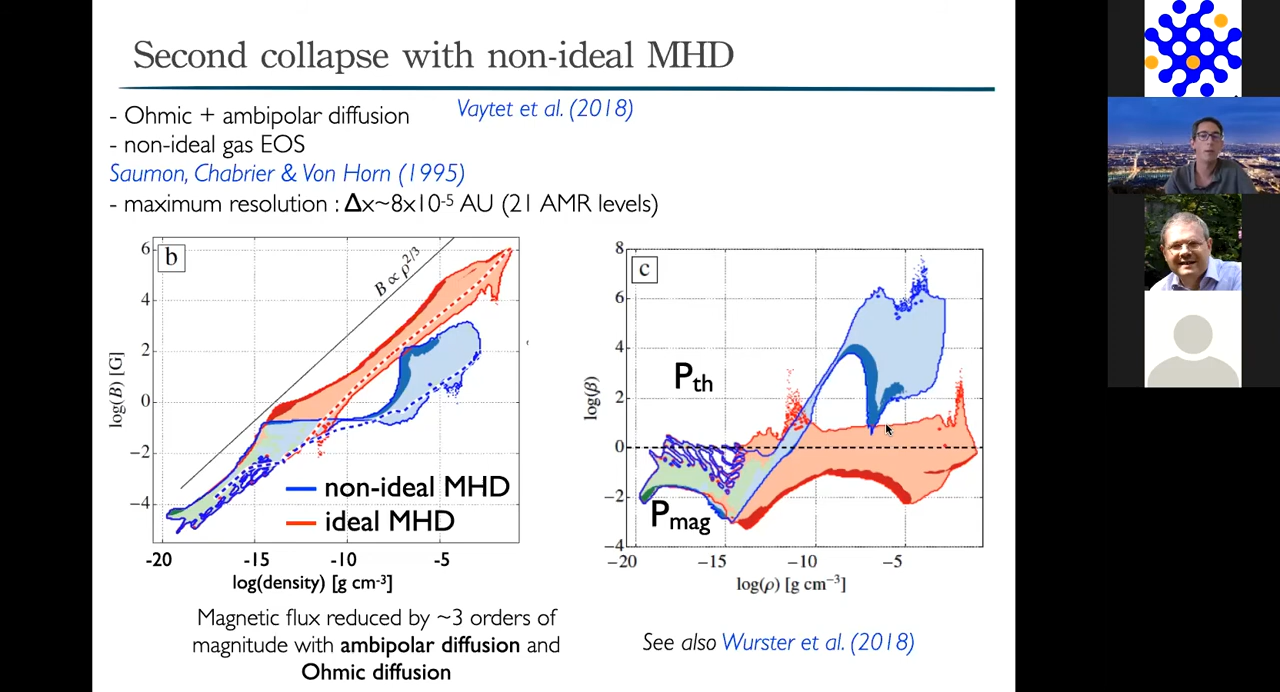 Second collapse with non-ideal MHD
- Ohmic + ambipolar diffusion
Vaytet et al. (2018)
- non-ideal gas EOS
Saumon, Chabrier & Von Horn (1995)
- maximum resolution : Δx~8x10⁻⁵ AU (21 AMR levels)
b
B ∝ ρ^2/3
6
4
2
0
−2
−4
log(B) [G]
non-ideal MHD
ideal MHD
-20 -15 -10 -5
log(density) [g cm⁻³]
c
8
6
4
2
0
−2
−4
log(β)
Pth
Pmag
−20 −15 −10 −5
log(ρ) [g cm⁻³]
Magnetic flux reduced by ~3 orders of
magnitude with ambipolar diffusion and
Ohmic diffusion
See also Wurster et al. (2018)